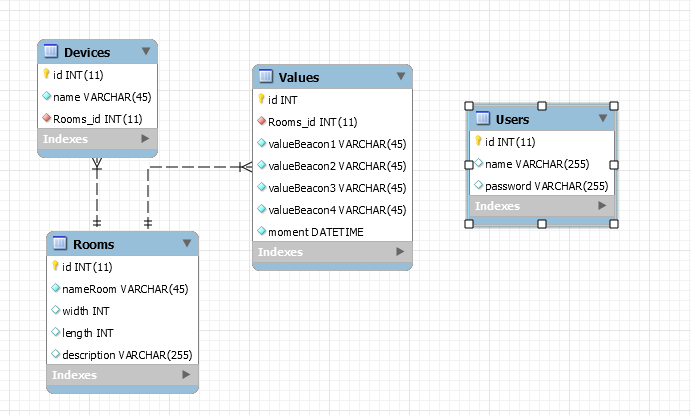 Devices
id INT(11)
name VARCHAR(45)
Rooms_id INT(11)
Indexes
Values
id INT
Rooms_id INT(11)
valueBeacon1 VARCHAR(45)
valueBeacon2 VARCHAR(45)
valueBeacon3 VARCHAR(45)
valueBeacon4 VARCHAR(45)
moment DATETIME
Indexes
Users
id INT(11)
name VARCHAR(255)
password VARCHAR(255)
Indexes
Rooms
id INT(11)
nameRoom VARCHAR(45)
width INT
length INT
description VARCHAR(255)
Indexes